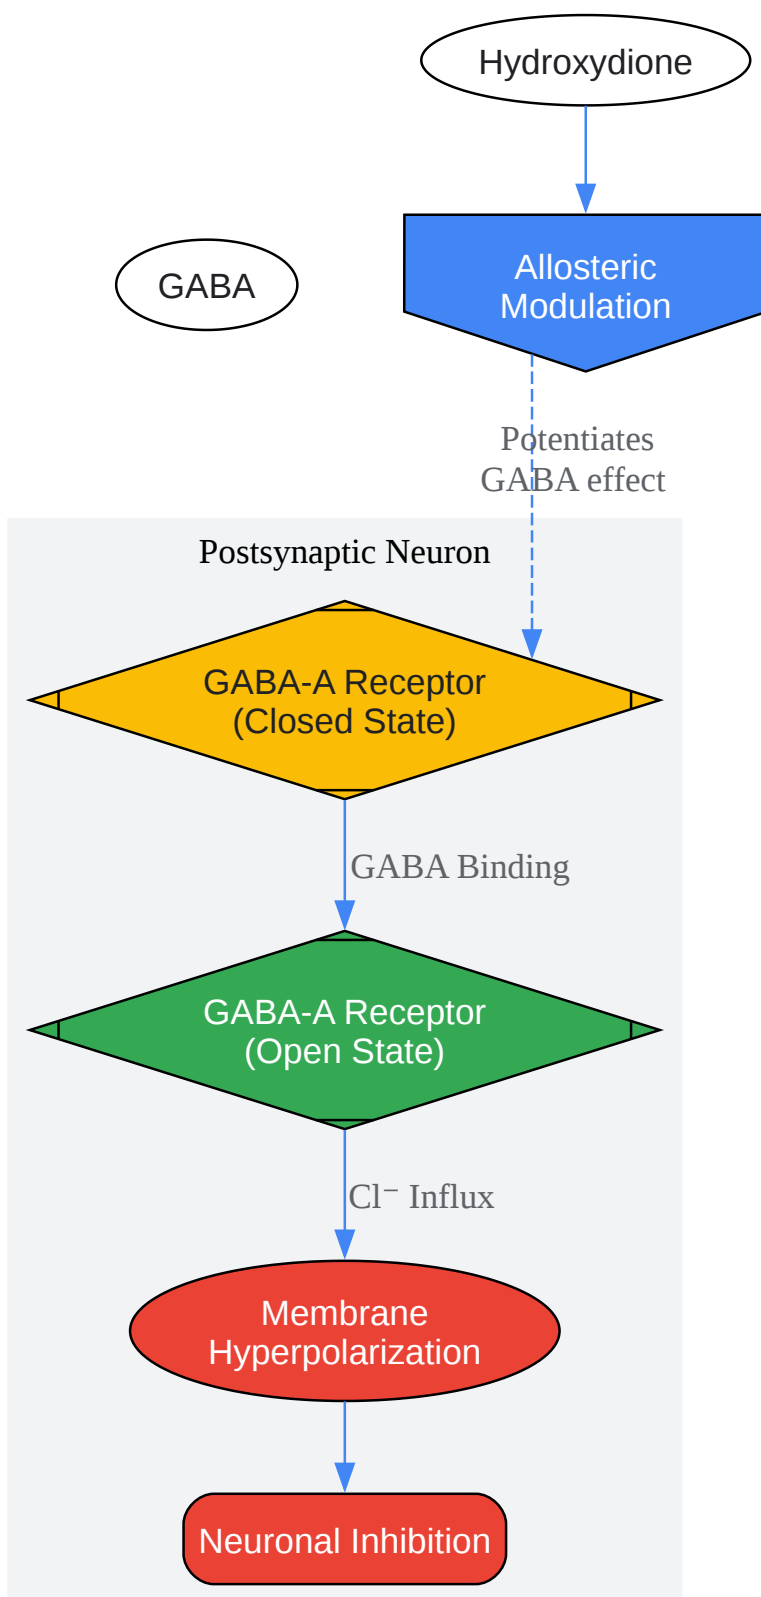 Hydroxydione
Allosteric
Modulation
GABA
Potentiates
GABA effect
Postsynaptic Neuron
GABA-A Receptor
(Closed State)
GABA Binding
GABA-A Receptor
(Open State)
Cl⁻ Influx
Membrane
Hyperpolarization
Neuronal Inhibition